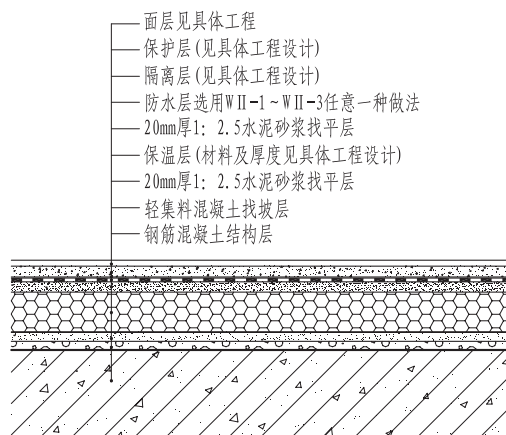 面层见具体工程
保护层(见具体工程设计)
隔离层(见具体工程设计)
防水层选用WⅡ-1～WⅡ-3任意一种做法
20mm厚1: 2.5水泥砂浆找平层
保温层(材料及厚度见具体工程设计)
20mm厚1: 2.5水泥砂浆找平层
轻集料混凝土找坡层
钢筋混凝土结构层